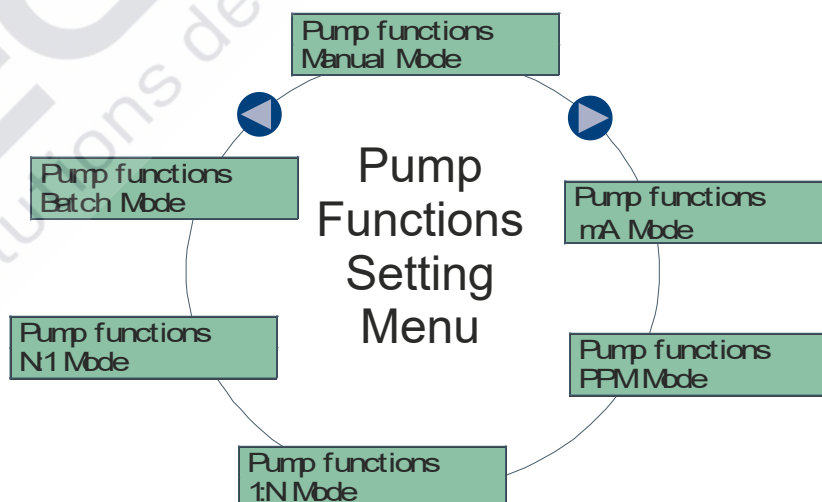 Pump functions
Manual Mode
Pump functions
Batch Mode
Pump
Functions
Setting
Menu
Pump functions
mA Mode
Pump functions
N:1 Mode
Pump functions
PPM Mode
Pump functions
1:N Mode